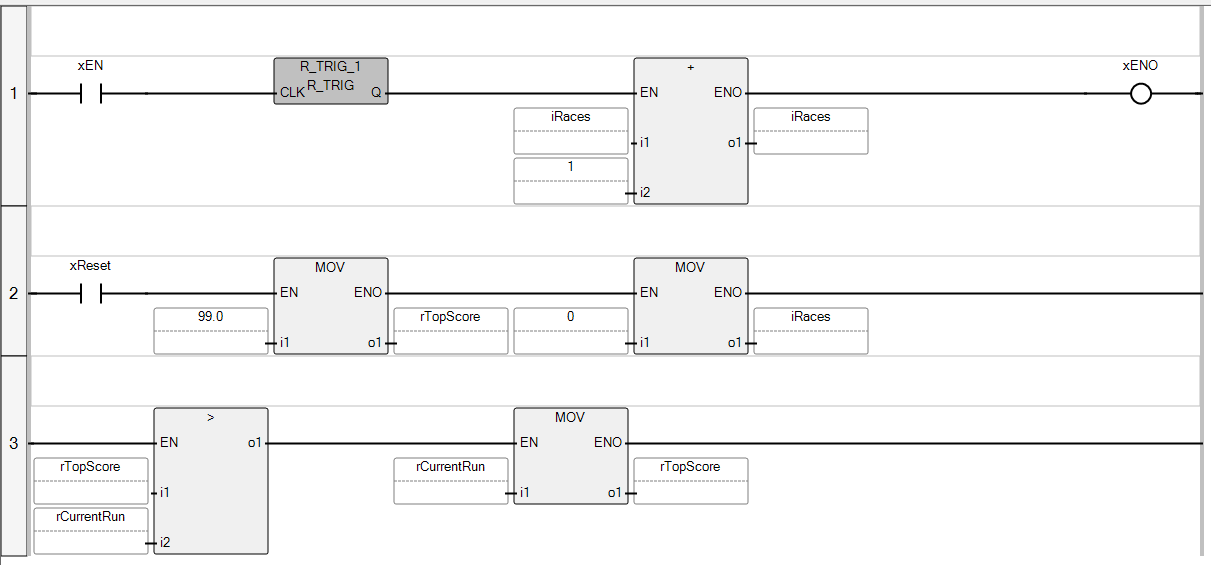 xEN
R_TRIG_1
xENO
1
CLK R_TRIG Q
+
EN ENO
iRaces
i1 o1
iRaces
1
i2
xReset
MOV
MOV
2
EN ENO
EN ENO
99.0
i1 o1
rTopScore
0
i1 o1
iRaces
>
MOV
3
EN o1
EN ENO
rTopScore
i1
rCurrentRun
i1 o1
rTopScore
rCurrentRun
i2